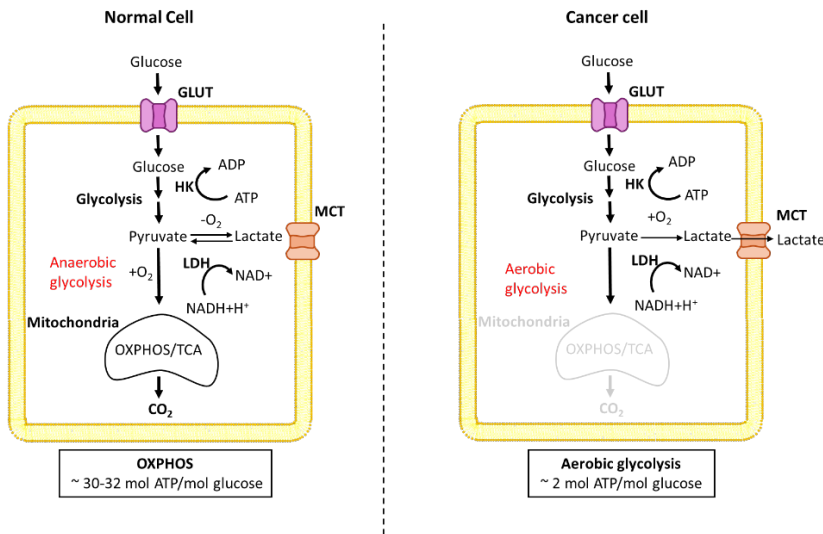 Normal Cell
Glucose
GLUT
Glucose
ADP
HK
ATP
Glycolysis
-O₂
MCT
Pyruvate
Lactate
Anaerobic
glycolysis
+O₂
LDH
NAD+
NADH+H⁺
Mitochondria
OXPHOS/TCA
CO₂
OXPHOS
~ 30-32 mol ATP/mol glucose
Cancer cell
Glucose
GLUT
Glucose
ADP
HK
ATP
Glycolysis
+O₂
MCT
Pyruvate
Lactate
Lactate
Aerobic
glycolysis
LDH
NAD+
NADH+H⁺
Mitochondria
OXPHOS/TCA
CO₂
Aerobic glycolysis
~ 2 mol ATP/mol glucose